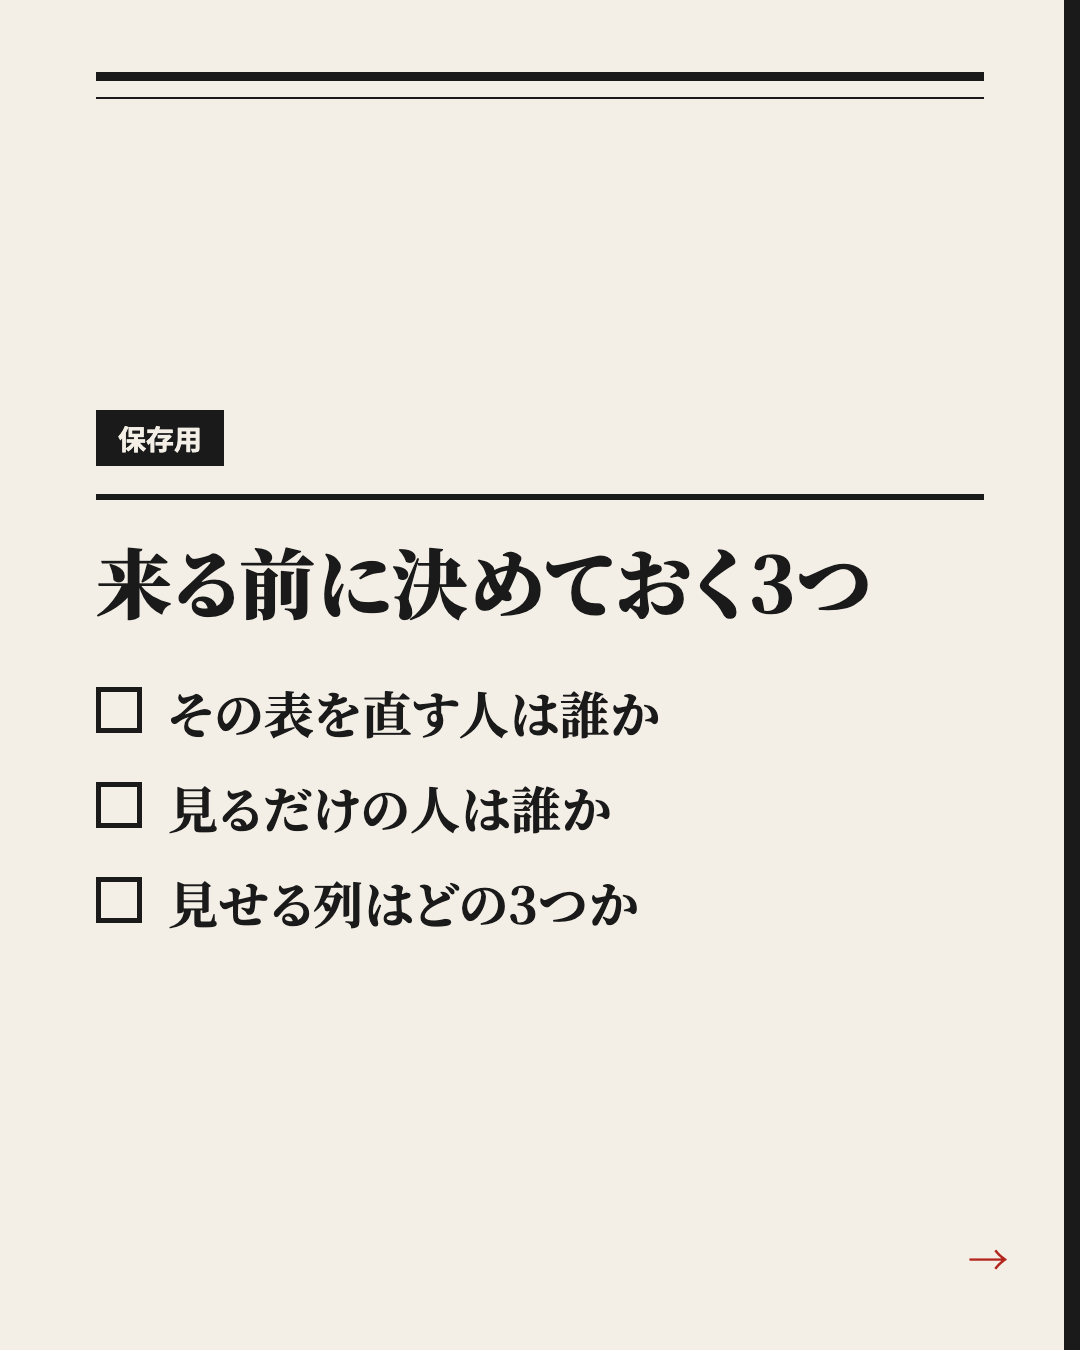 保存用
来る前に決めておく3つ
□ その表を直す人は誰か
□ 見るだけの人は誰か
□ 見せる列はどの3つか
→